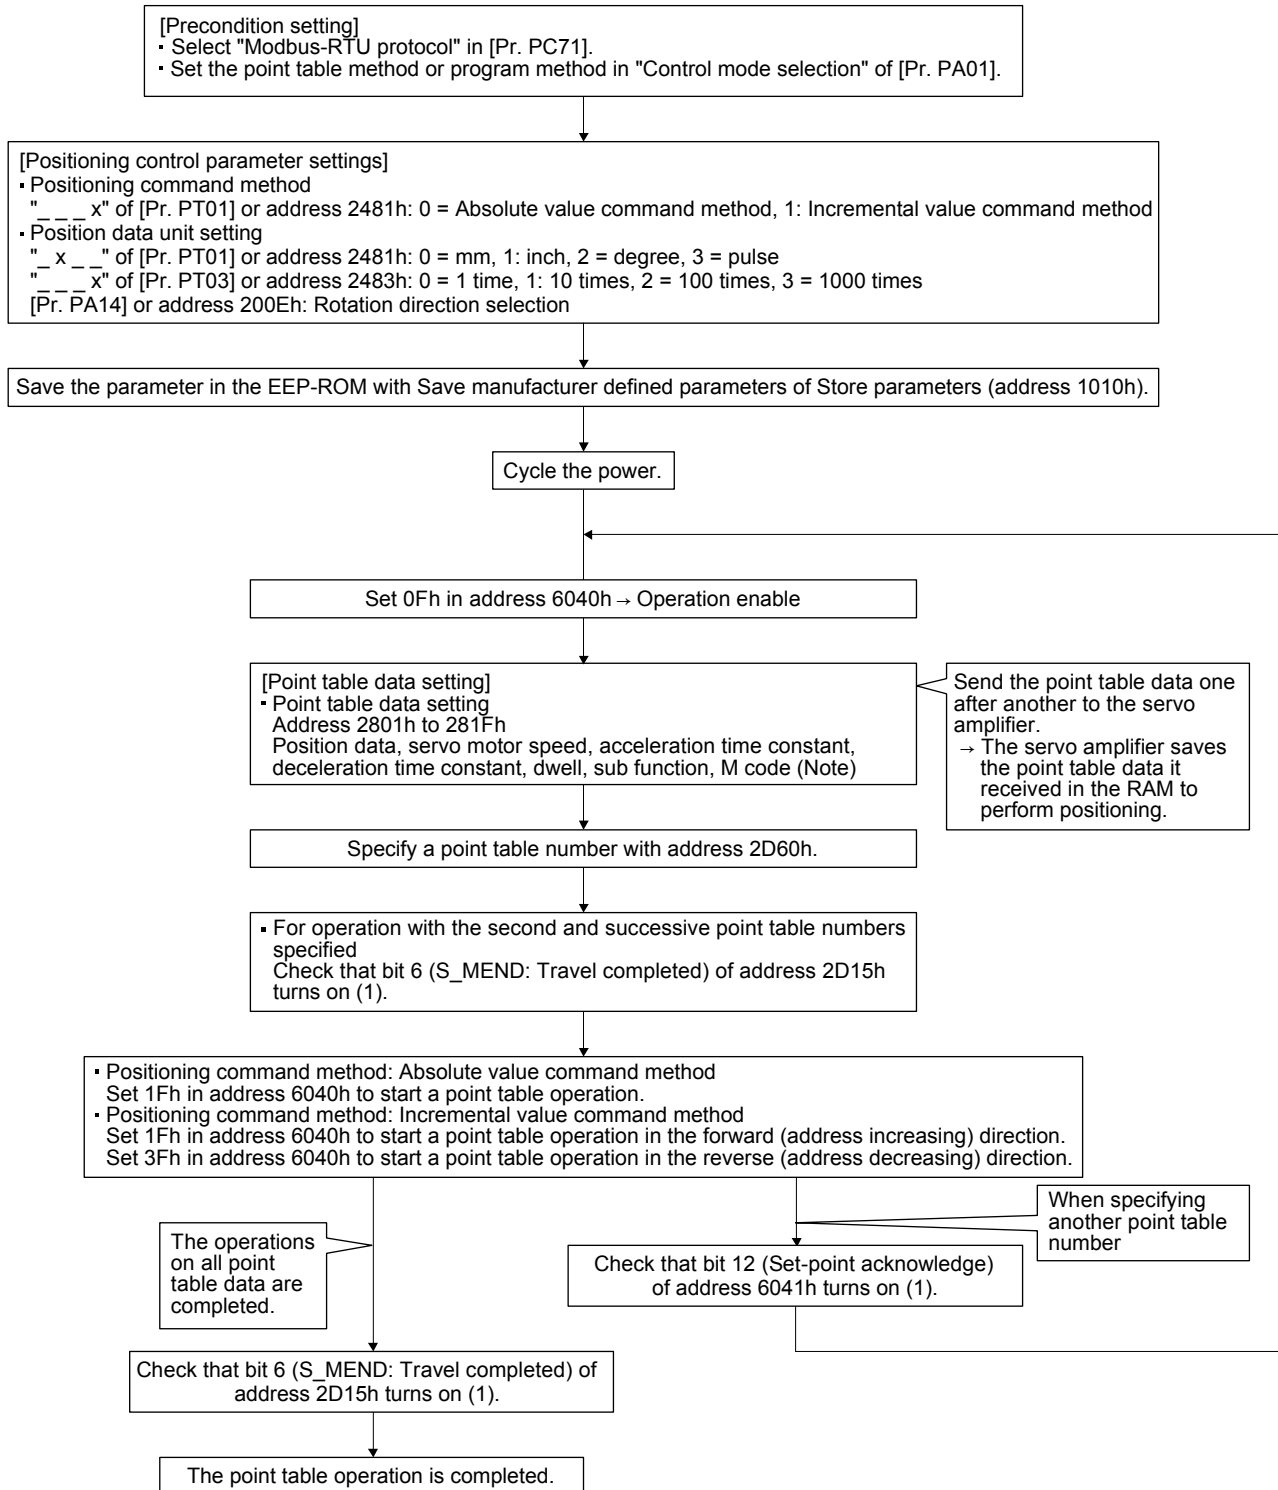 [Precondition setting]
▪ Select "Modbus-RTU protocol" in [Pr. PC71].
▪ Set the point table method or program method in "Control mode selection" of [Pr. PA01].
[Positioning control parameter settings]
▪ Positioning command method
"_ _ _ x" of [Pr. PT01] or address 2481h: 0 = Absolute value command method, 1: Incremental value command method
▪ Position data unit setting
"_ x _ _" of [Pr. PT01] or address 2481h: 0 = mm, 1: inch, 2 = degree, 3 = pulse
"_ _ _ x" of [Pr. PT03] or address 2483h: 0 = 1 time, 1: 10 times, 2 = 100 times, 3 = 1000 times
[Pr. PA14] or address 200Eh: Rotation direction selection
Save the parameter in the EEP-ROM with Save manufacturer defined parameters of Store parameters (address 1010h).
Cycle the power.
Set 0Fh in address 6040h → Operation enable
[Point table data setting]
▪ Point table data setting
Address 2801h to 281Fh
Position data, servo motor speed, acceleration time constant,
deceleration time constant, dwell, sub function, M code (Note)
Send the point table data one
after another to the servo
amplifier.
→ The servo amplifier saves
the point table data it
received in the RAM to
perform positioning.
Specify a point table number with address 2D60h.
▪ For operation with the second and successive point table numbers
specified
Check that bit 6 (S_MEND: Travel completed) of address 2D15h
turns on (1).
▪ Positioning command method: Absolute value command method
Set 1Fh in address 6040h to start a point table operation.
▪ Positioning command method: Incremental value command method
Set 1Fh in address 6040h to start a point table operation in the forward (address increasing) direction.
Set 3Fh in address 6040h to start a point table operation in the reverse (address decreasing) direction.
The operations
on all point
table data are
completed.
When specifying
another point table
number
Check that bit 12 (Set-point acknowledge)
of address 6041h turns on (1).
Check that bit 6 (S_MEND: Travel completed) of
address 2D15h turns on (1).
The point table operation is completed.